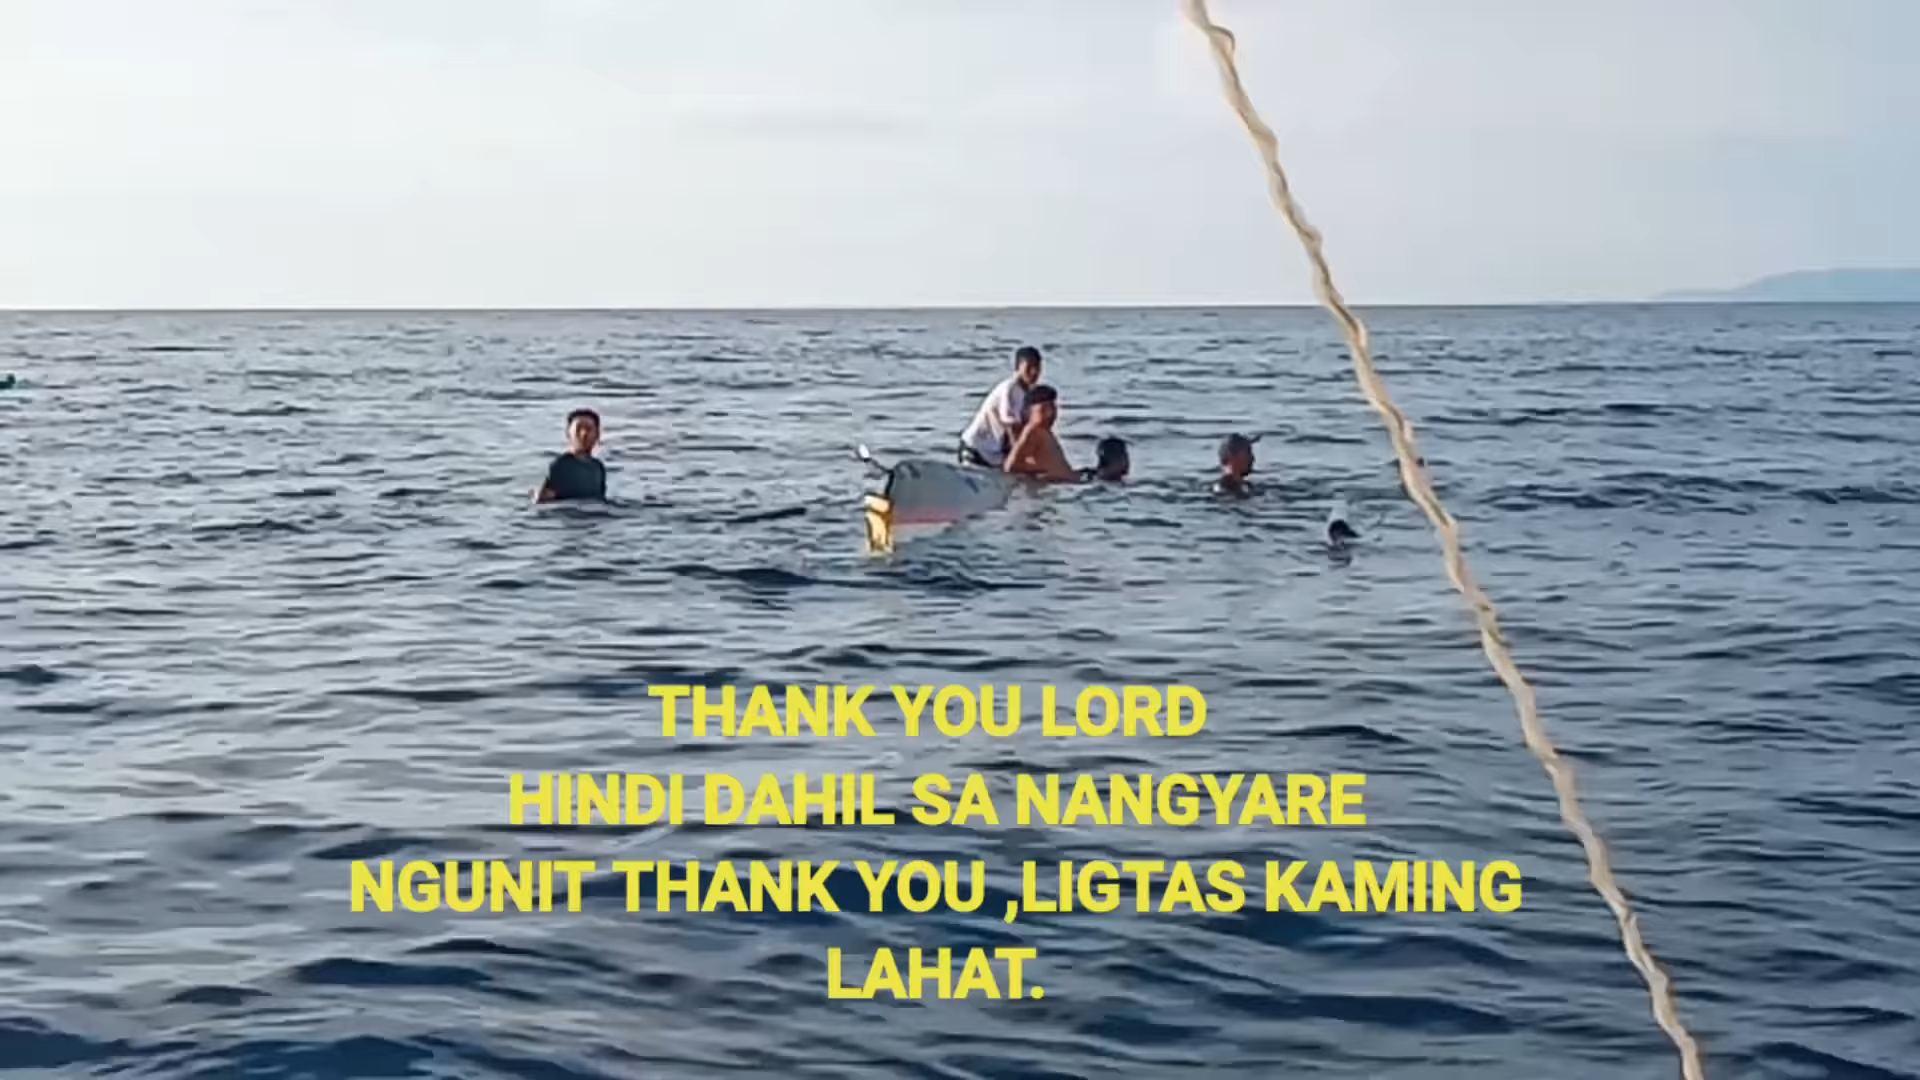 THANK YOU LORD
HINDI DAHIL SA NANGYARE
NGUNIT THANK YOU ,LIGTAS KAMING
LAHAT.